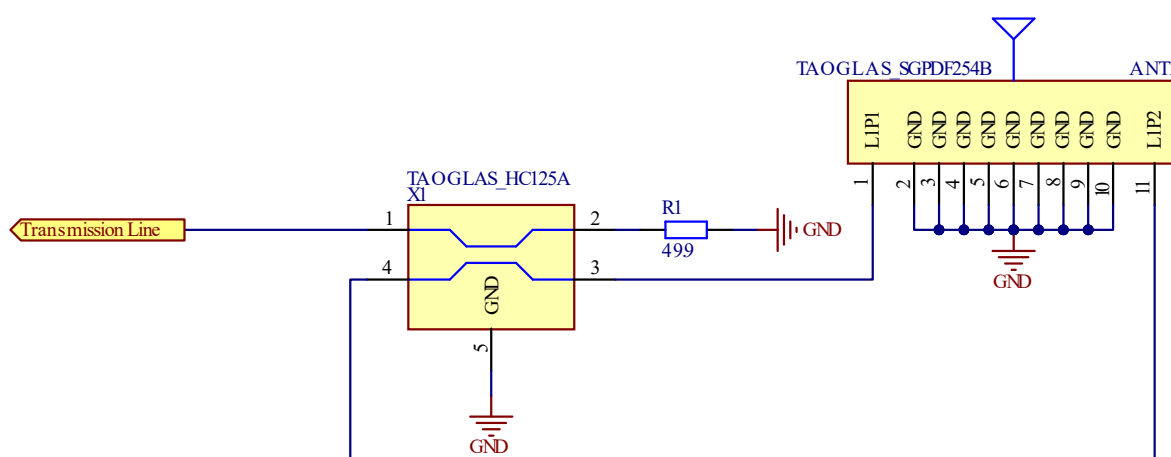 TAOGLAS_SGPDF254B
ANT
L1P1
GND
GND
GND
GND
GND
GND
GND
GND
GND
L1P2
1
2
3
4
5
6
7
8
9
10
11
GND
TAOGLAS_HC125A
X1
Transmission Line
1
2
R1
499
GND
4
3
GND
5
GND